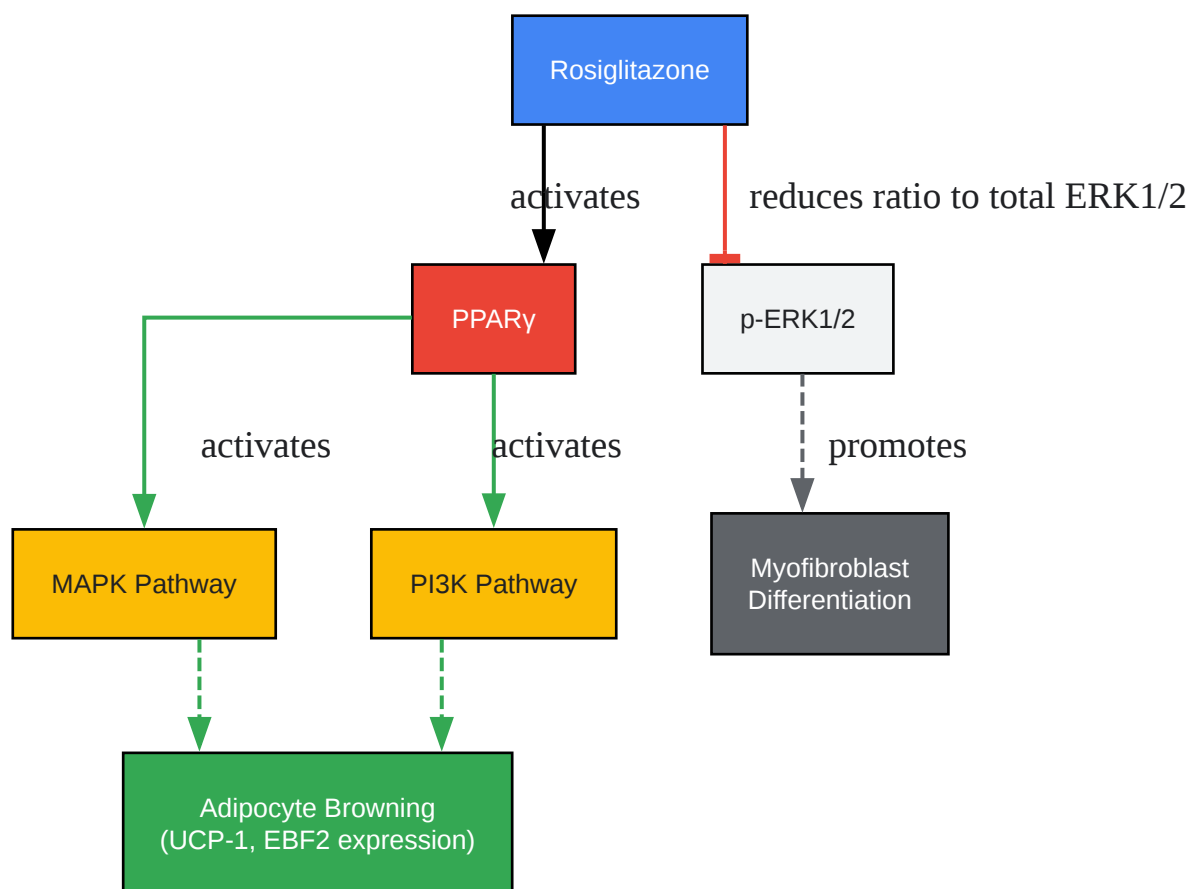 Rosiglitazone
activates
reduces ratio to total ERK1/2
PPARγ
p-ERK1/2
activates
activates
promotes
MAPK Pathway
PI3K Pathway
Myofibroblast
Differentiation
Adipocyte Browning
(UCP-1, EBF2 expression)